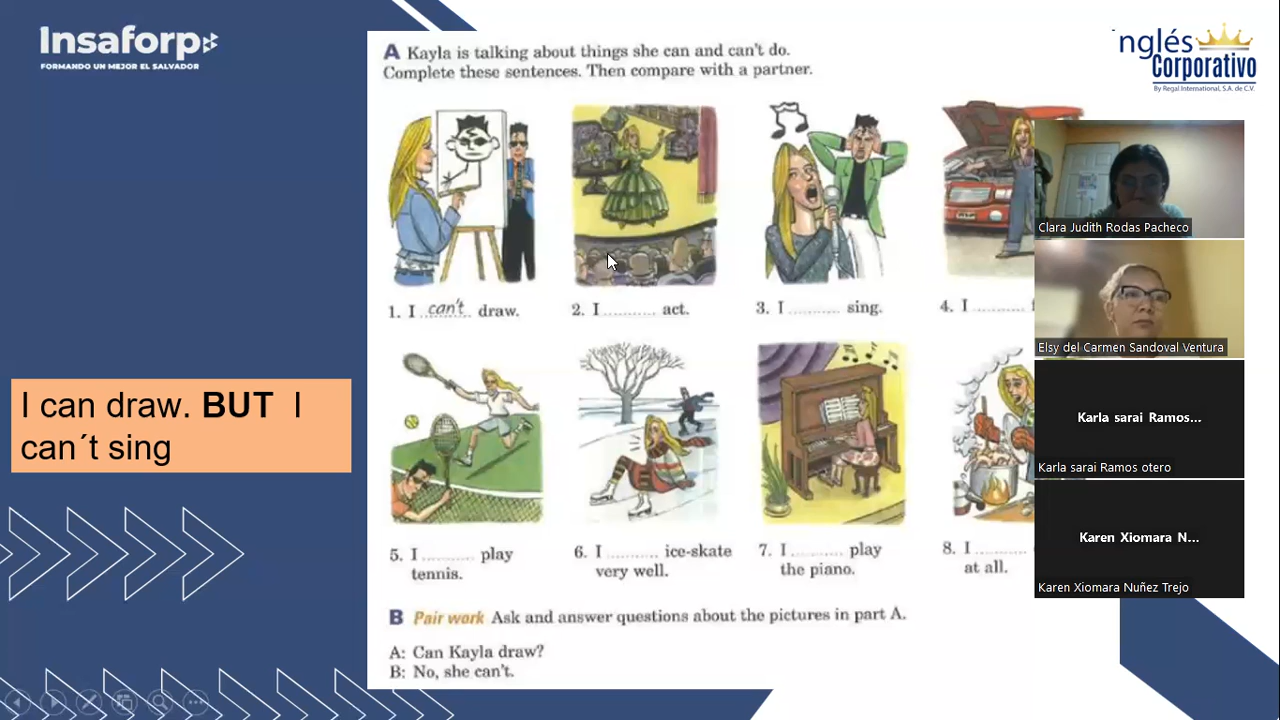 Insaforp
FORMANDO UN MEJOR EL SALVADOR
nglés
Corporativo
By Regal International, S.A. de C.V.
A Kayla is talking about things she can and can't do.
Complete these sentences. Then compare with a partner.
1. I can't draw.
2. I .......... act.
3. I .......... sing.
4. I ..........
5. I .......... play
tennis.
6. I .......... ice-skate
very well.
7. I .......... play
the piano.
8. I ..........
at all.
B Pair work Ask and answer questions about the pictures in part A.
A: Can Kayla draw?
B: No, she can't.
I can draw. BUT I
can´t sing
Clara Judith Rodas Pacheco
Elsy del Carmen Sandoval Ventura
Karla sarai Ramos...
Karla sarai Ramos otero
Karen Xiomara N...
Karen Xiomara Nuñez Trejo